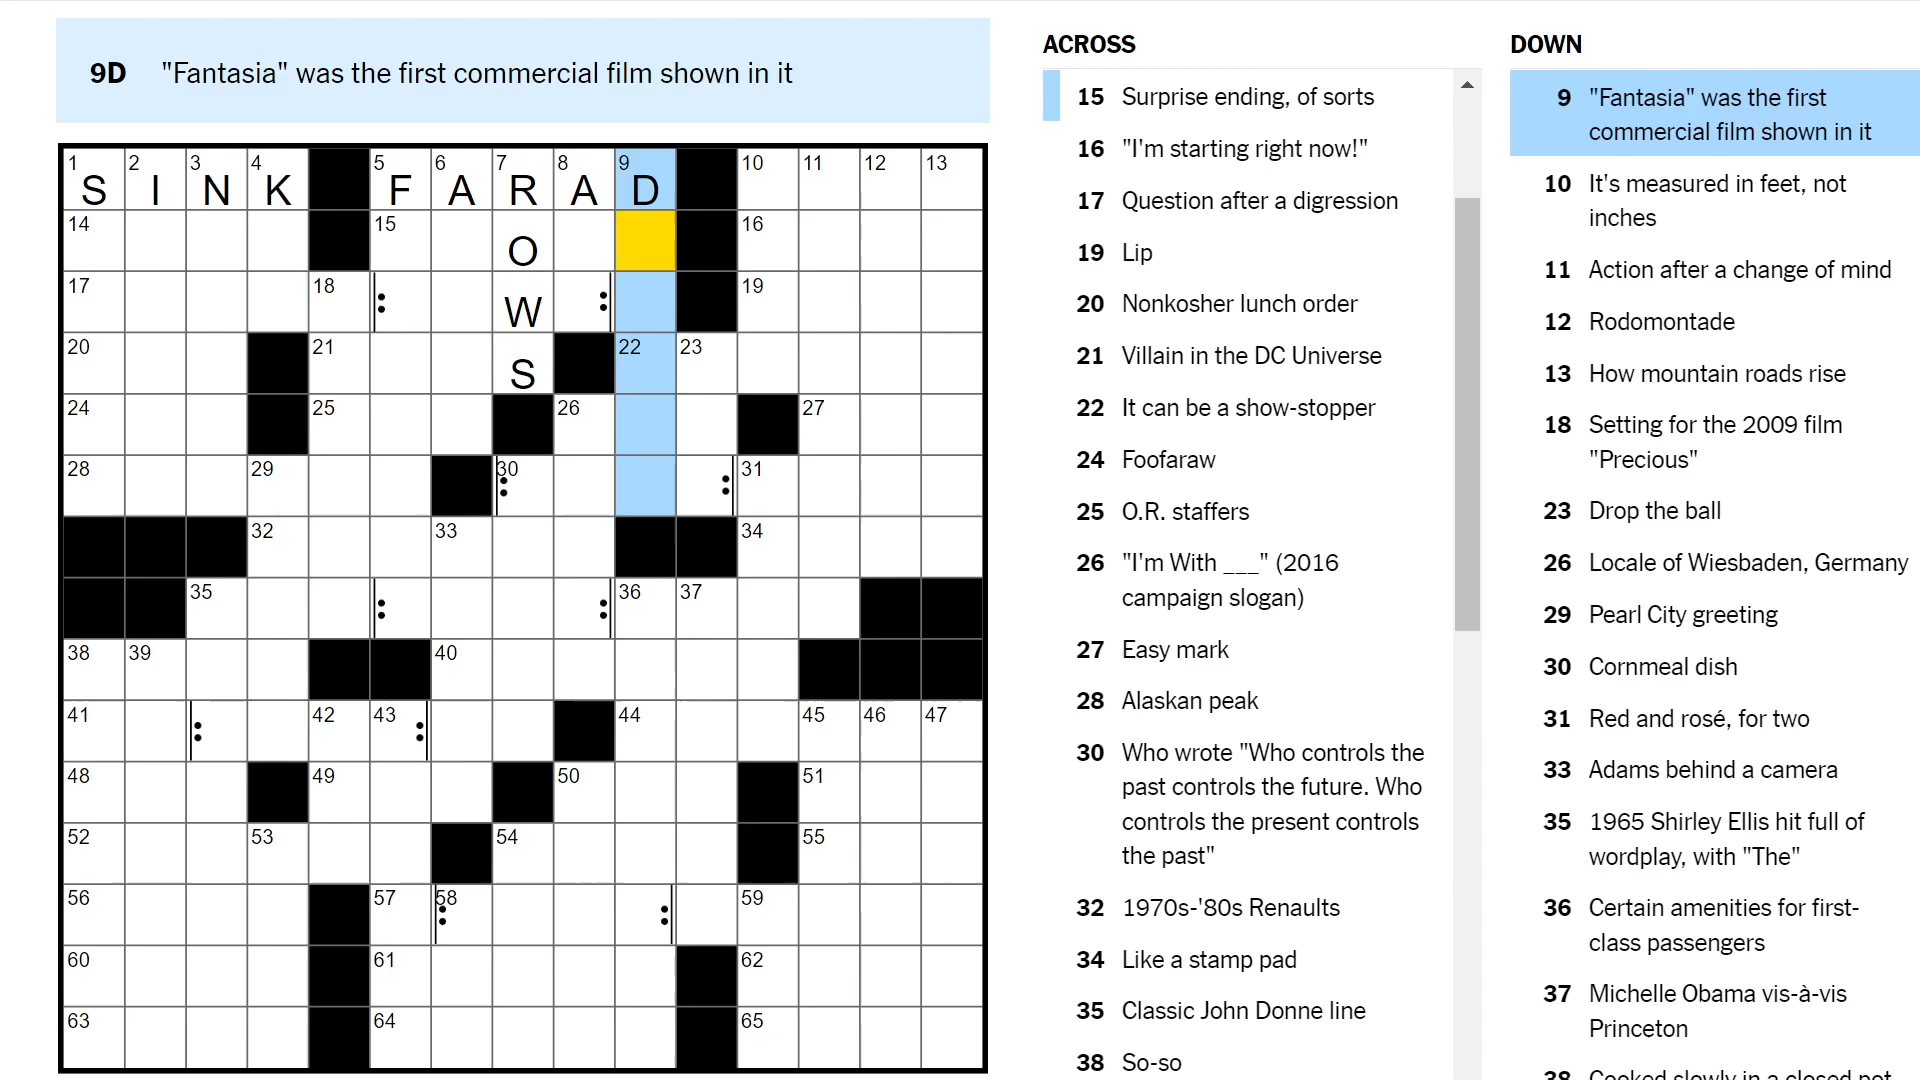 9D "Fantasia" was the first commercial film shown in it
1 2 3 4 5 6 7 8 9 10 11 12 13
S I N K F A R A D
14 15 16
O
17 18 19
W
20 21 22 23
S
24 25 26 27
28 29 30 31
32 33 34
35 36 37
38 39 40
41 42 43 44 45 46 47
48 49 50 51
52 53 54 55
56 57 58 59
60 61 62
63 64 65
ACROSS
15 Surprise ending, of sorts
16 "I'm starting right now!"
17 Question after a digression
19 Lip
20 Nonkosher lunch order
21 Villain in the DC Universe
22 It can be a show-stopper
24 Foofaraw
25 O.R. staffers
26 "I'm With ___" (2016
campaign slogan)
27 Easy mark
28 Alaskan peak
30 Who wrote "Who controls the
past controls the future. Who
controls the present controls
the past"
32 1970s-'80s Renaults
34 Like a stamp pad
35 Classic John Donne line
38 So-so
DOWN
9 "Fantasia" was the first
commercial film shown in it
10 It's measured in feet, not
inches
11 Action after a change of mind
12 Rodomontade
13 How mountain roads rise
18 Setting for the 2009 film
"Precious"
23 Drop the ball
26 Locale of Wiesbaden, Germany
29 Pearl City greeting
30 Cornmeal dish
31 Red and rosé, for two
33 Adams behind a camera
35 1965 Shirley Ellis hit full of
wordplay, with "The"
36 Certain amenities for first-
class passengers
37 Michelle Obama vis-à-vis
Princeton
38 Cooked slowly in a closed pot